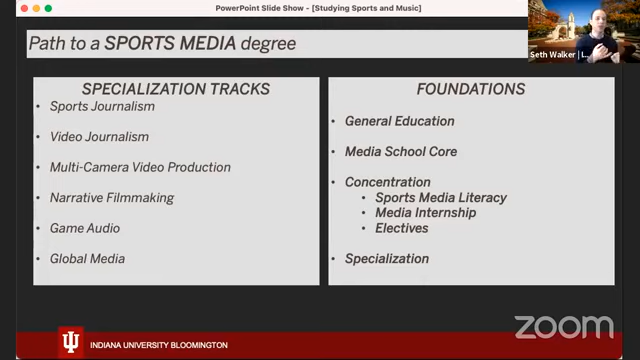 PowerPoint Slide Show - [Studying Sports and Music]
Path to a SPORTS MEDIA degree
Seth Walker | I...
SPECIALIZATION TRACKS
• Sports Journalism
• Video Journalism
• Multi-Camera Video Production
• Narrative Filmmaking
• Game Audio
• Global Media
FOUNDATIONS
• General Education
• Media School Core
• Concentration
• Sports Media Literacy
• Media Internship
• Electives
• Specialization
INDIANA UNIVERSITY BLOOMINGTON
zoom